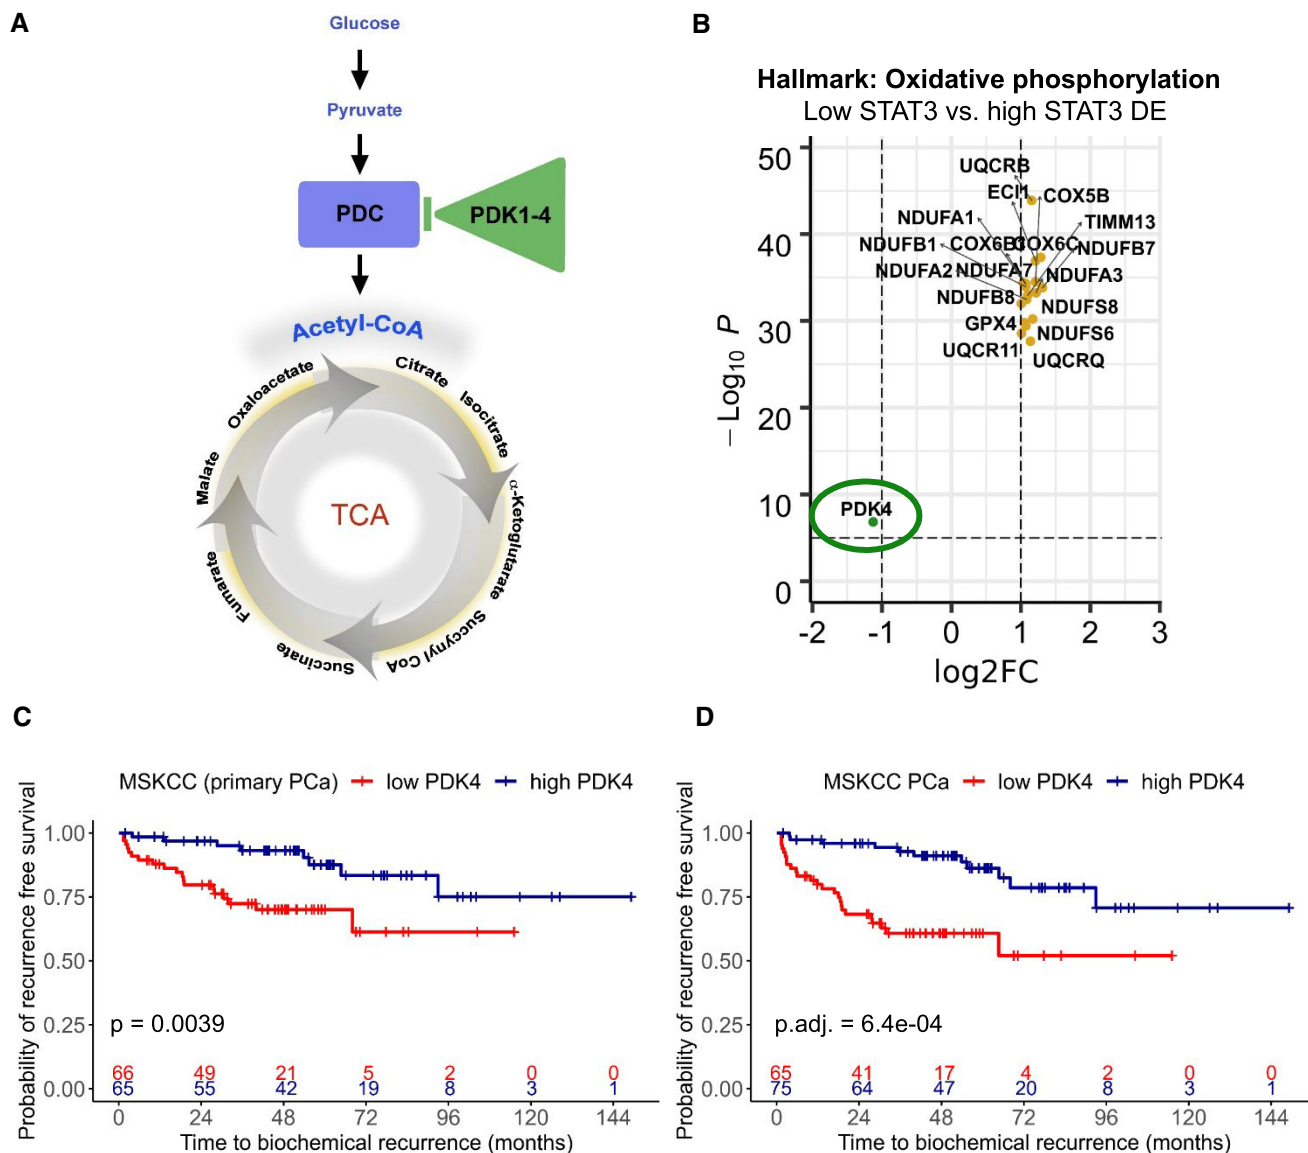 A
Glucose
Pyruvate
PDC
PDK1-4
Acetyl-CoA
Oxaloacetate
Citrate
Isocitrate
α-Ketoglutarate
Succynyl CoA
Succinate
Fumarate
Malate
TCA
B
Hallmark: Oxidative phosphorylation
Low STAT3 vs. high STAT3 DE
50
40
30
20
10
0
− Log10 P
UQCRB
ECI1
COX5B
NDUFA1
TIMM13
NDUFB1
COX6B1
COX6C
NDUFB7
NDUFA2
NDUFA7
NDUFA3
NDUFB8
NDUFS8
GPX4
NDUFS6
UQCR11
UQCRQ
PDK4
-2 -1 0 1 2 3
log2FC
C
MSKCC (primary PCa) low PDK4 high PDK4
Probability of recurrence free survival
1.00
0.75
0.50
0.25
0.00
p = 0.0039
66 49 21 5 2 0 0
65 55 42 19 8 3 1
0 24 48 72 96 120 144
Time to biochemical recurrence (months)
D
MSKCC PCa low PDK4 high PDK4
Probability of recurrence free survival
1.00
0.75
0.50
0.25
0.00
p.adj. = 6.4e-04
65 41 17 4 2 0 0
75 64 47 20 8 3 1
0 24 48 72 96 120 144
Time to biochemical recurrence (months)